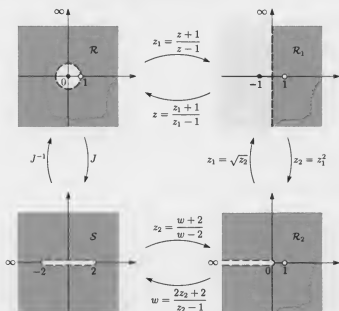 ∞ ℛ z₁ = (z + 1)/(z − 1) ℛ₁
0 1 −1 1
z = (z₁ + 1)/(z₁ − 1)
J⁻¹ J z₁ = √z₂ z₂ = z₁²
𝒮 z₂ = (w + 2)/(w − 2) ℛ₂
∞ −2 2 ∞ 0 1
w = (2z₂ + 2)/(z₂ − 1)